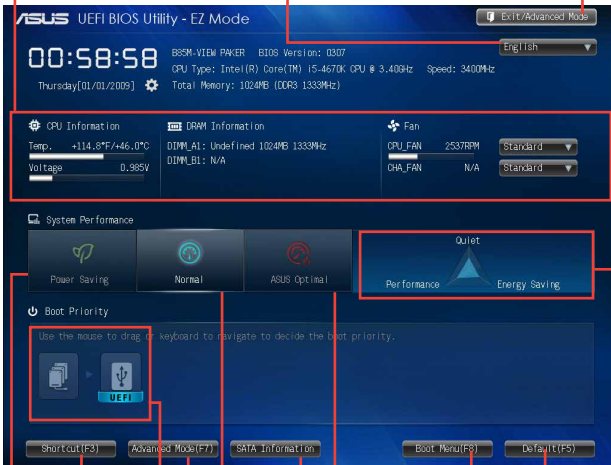 ASUS UEFI BIOS Utility - EZ Mode
Exit/Advanced Mode
English
00:58:58
Thursday[01/01/2009]
B85M-VIEW PAKER BIOS Version: 0307
CPU Type: Intel(R) Core(TM) i5-4670K CPU @ 3.40GHz Speed: 3400MHz
Total Memory: 1024MB (DDR3 1333MHz)
CPU Information
Temp. +114.8°F/+46.0°C
Voltage 0.985V
DRAM Information
DIMM_A1: Undefined 1024MB 1333MHz
DIMM_B1: N/A
Fan
CPU_FAN 2537RPM Standard
CHA_FAN N/A Standard
System Performance
Power Saving
Normal
ASUS Optimal
Quiet
Performance
Energy Saving
Boot Priority
Use the mouse to drag or keyboard to navigate to decide the boot priority.
UEFI
Shortcut(F3)
Advanced Mode(F7)
SATA Information
Boot Menu(F8)
Default(F5)